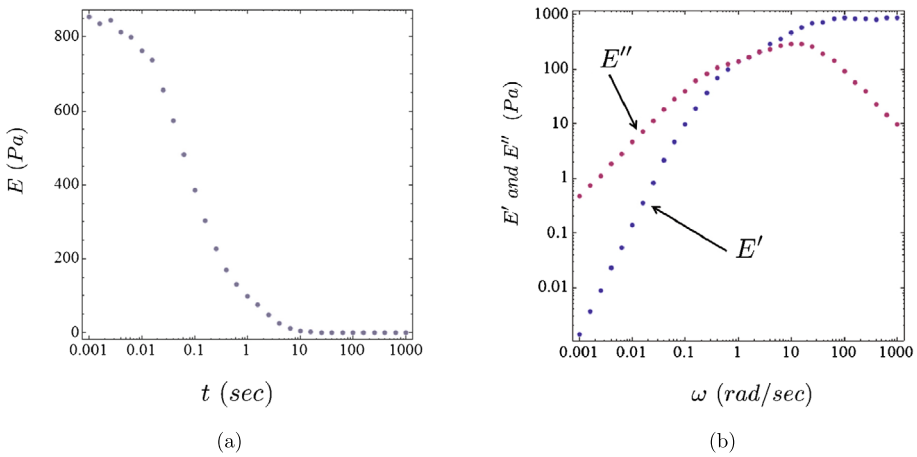 800
600
400
200
0
E (Pa)
0.001 0.01 0.1 1 10 100 1000
t (sec)
(a)
1000
100
10
1
0.1
0.01
E′ and E″ (Pa)
E″
E′
0.001 0.01 0.1 1 10 100 1000
ω (rad/sec)
(b)